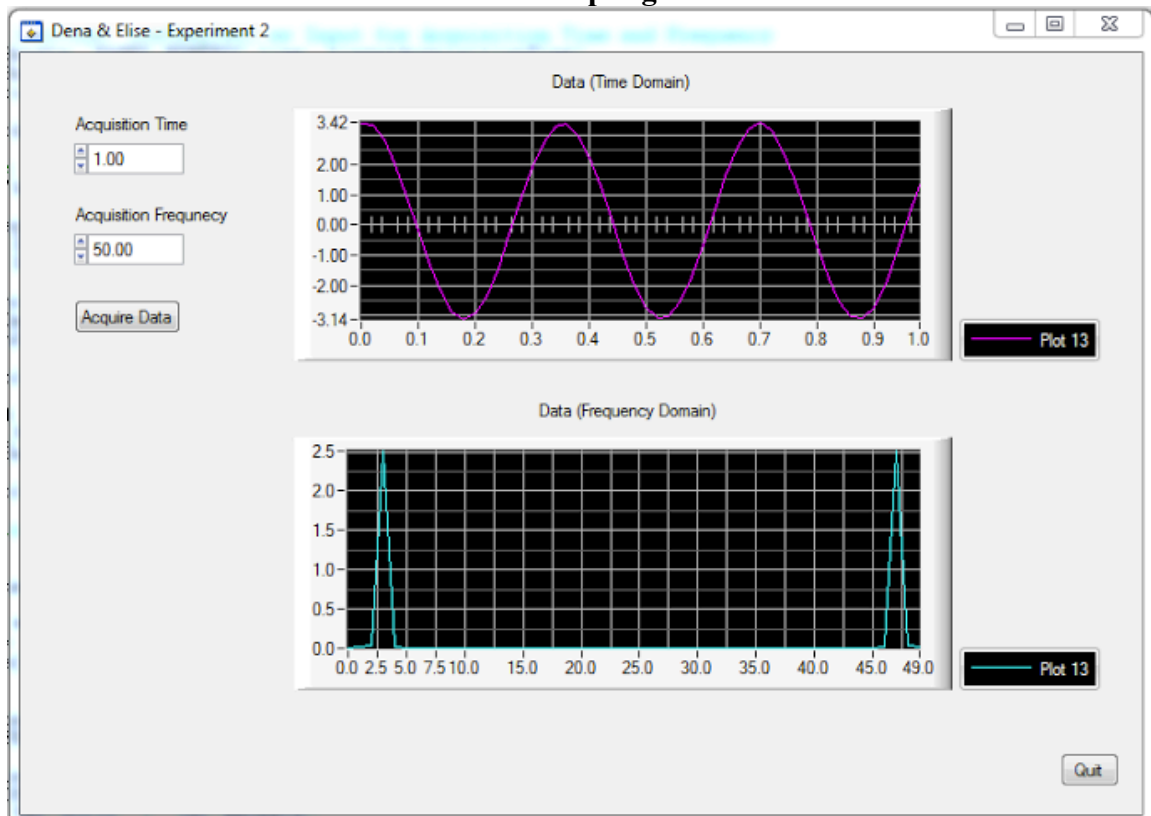 Dena & Elise - Experiment 2
Data (Time Domain)
Acquisition Time
1.00
Acquisition Frequnecy
50.00
Acquire Data
3.42
2.00
1.00
0.00
-1.00
-2.00
-3.14
0.0 0.1 0.2 0.3 0.4 0.5 0.6 0.7 0.8 0.9 1.0
Plot 13
Data (Frequency Domain)
2.5
2.0
1.5
1.0
0.5
0.0
0.0 2.5 5.0 7.5 10.0 15.0 20.0 25.0 30.0 35.0 40.0 45.0 49.0
Plot 13
Quit